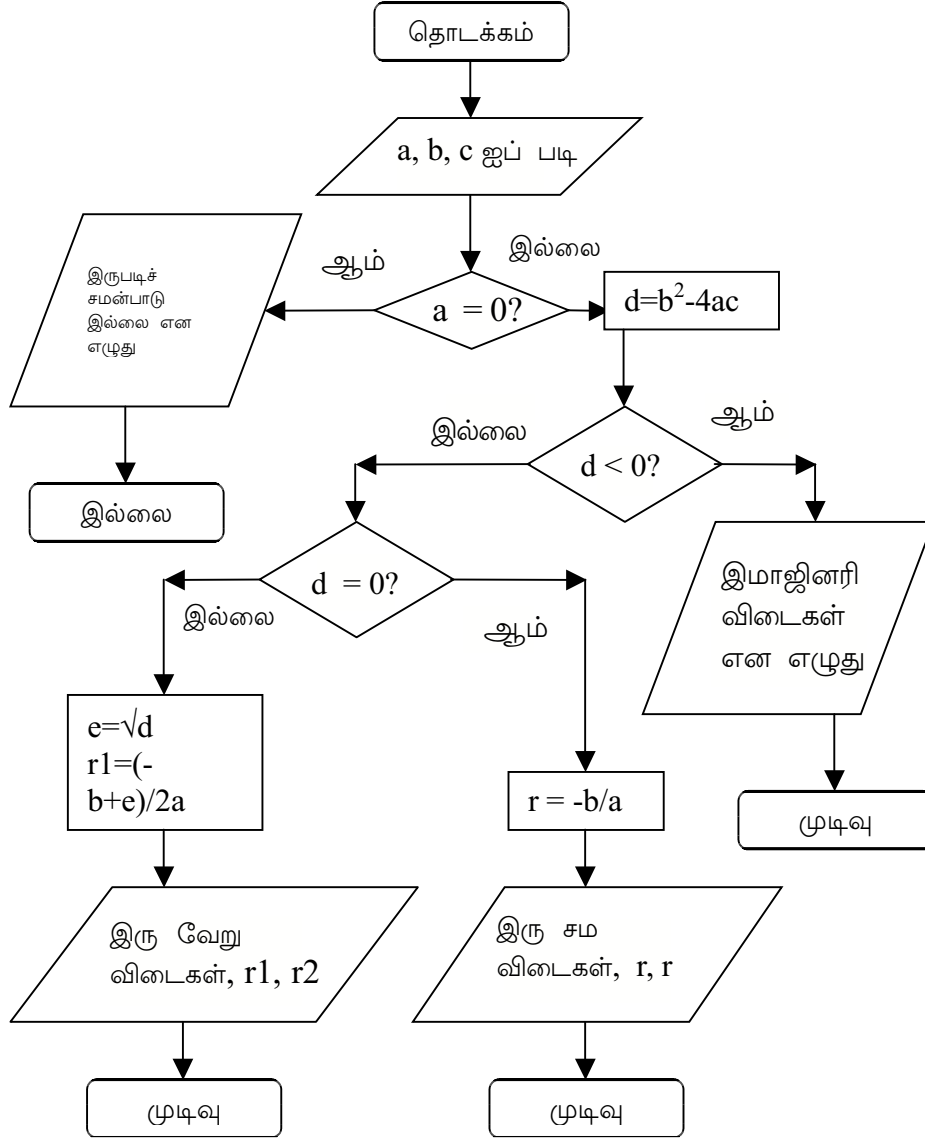 தொடக்கம்
a, b, c ஐப் படி
இருபடிச்
சமன்பாடு
இல்லை என
எழுது
ஆம்
இல்லை
a = 0?
d=b²-4ac
இல்லை
இல்லை
ஆம்
d < 0?
d = 0?
இல்லை
ஆம்
இமாஜினரி
விடைகள்
என எழுது
e=√d
r1=(-
b+e)/2a
r = -b/a
முடிவு
இரு வேறு
விடைகள், r1, r2
இரு சம
விடைகள், r, r
முடிவு
முடிவு